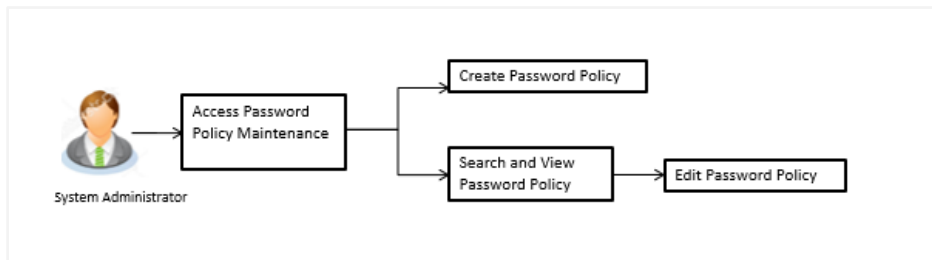 Create Password Policy
Access Password
Policy Maintenance
Search and View
Password Policy
Edit Password Policy
System Administrator